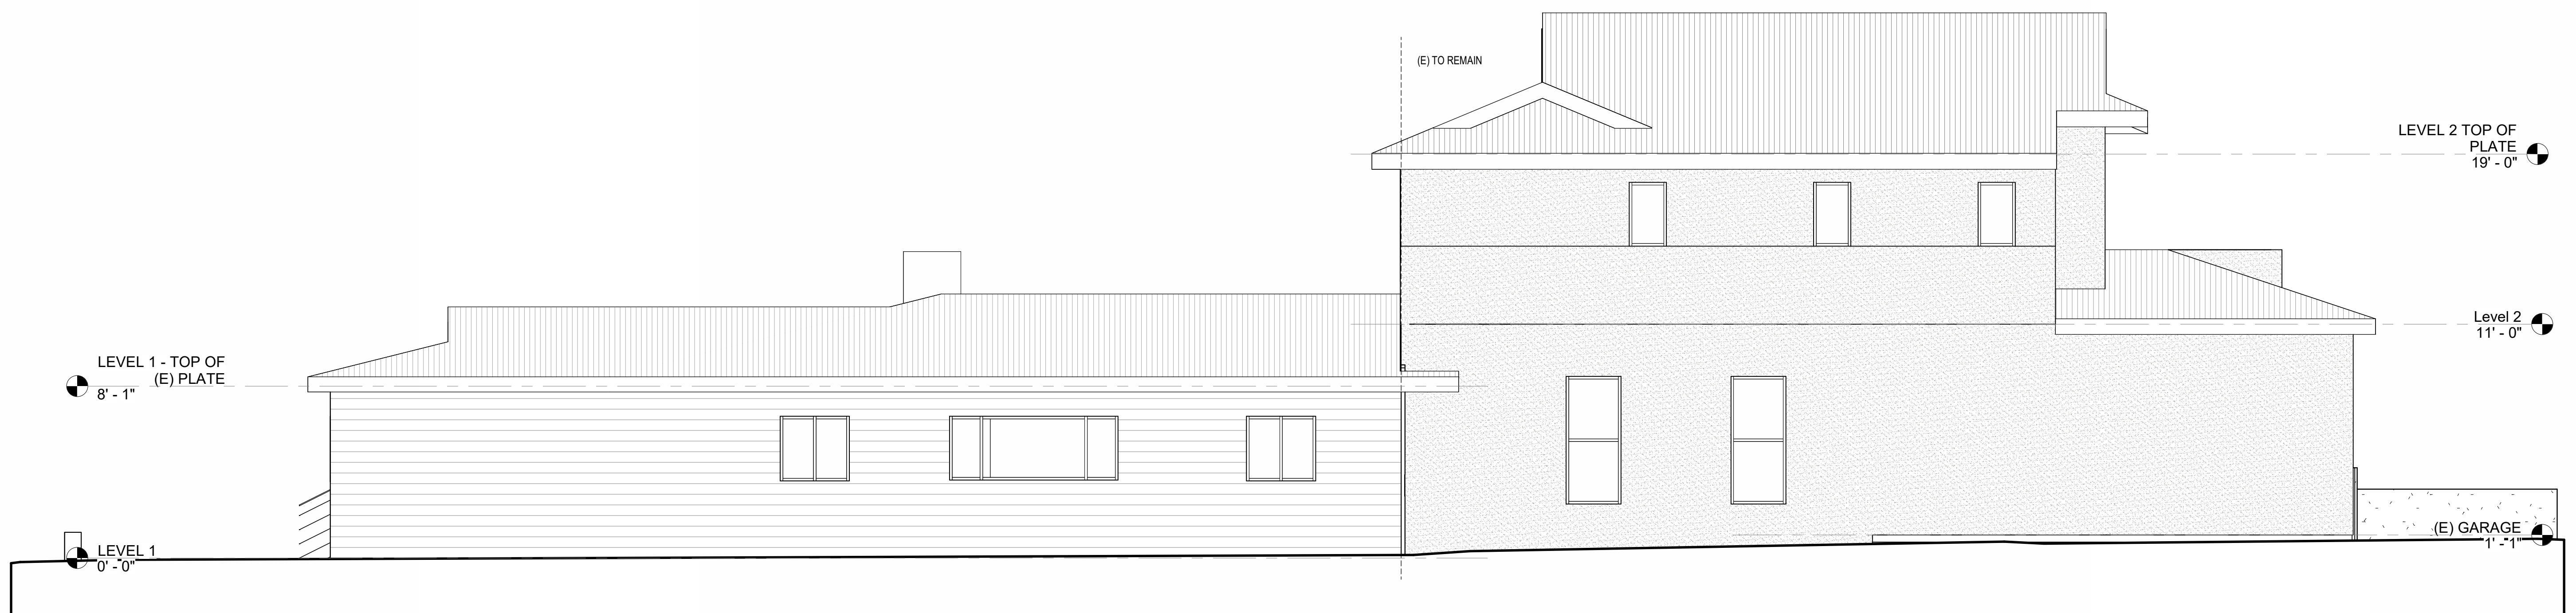 (E) TO REMAIN
LEVEL 2 TOP OF
PLATE
19' - 0"
Level 2
11' - 0"
LEVEL 1 - TOP OF
(E) PLATE
8' - 1"
(E) GARAGE
1' - 1"
LEVEL 1
0' - 0"